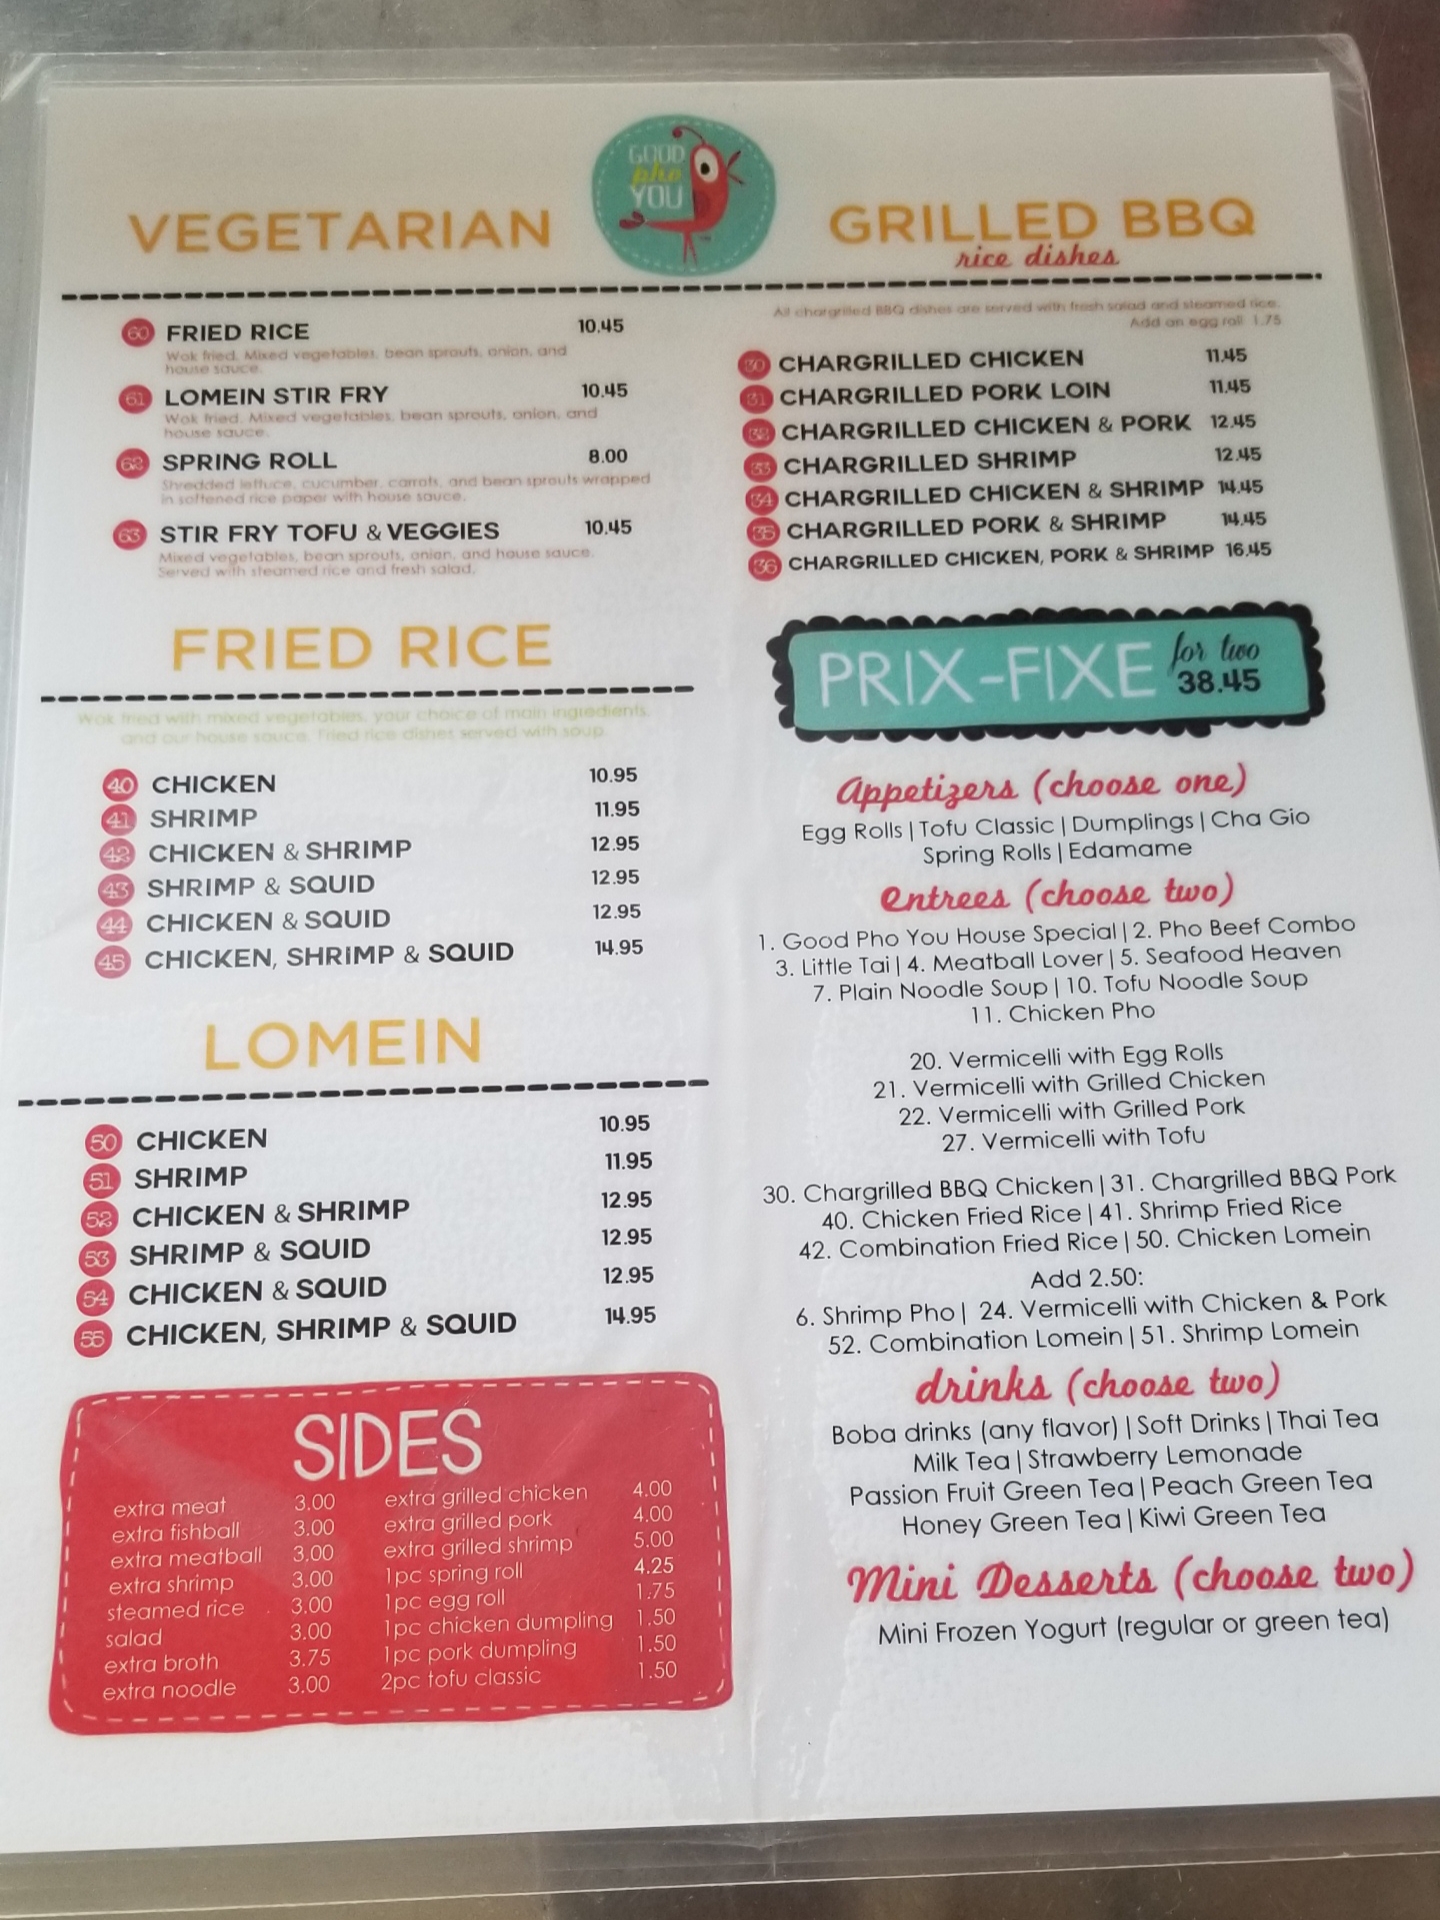 GOOD
pho
YOU
VEGETARIAN
60 FRIED RICE 10.45
Wok fried. Mixed vegetables, bean sprouts, onion, and
house sauce.
61 LOMEIN STIR FRY 10.45
Wok fried. Mixed vegetables, bean sprouts, onion, and
house sauce.
62 SPRING ROLL 8.00
Shredded lettuce, cucumber, carrots, and bean sprouts wrapped
in softened rice paper with house sauce.
63 STIR FRY TOFU & VEGGIES 10.45
Mixed vegetables, bean sprouts, onion, and house sauce.
Served with steamed rice and fresh salad.
FRIED RICE
Wok fried with mixed vegetables, your choice of main ingredients,
and our house sauce. Fried rice dishes served with soup.
40 CHICKEN 10.95
41 SHRIMP 11.95
42 CHICKEN & SHRIMP 12.95
43 SHRIMP & SQUID 12.95
44 CHICKEN & SQUID 12.95
45 CHICKEN, SHRIMP & SQUID 14.95
LOMEIN
50 CHICKEN 10.95
51 SHRIMP 11.95
52 CHICKEN & SHRIMP 12.95
53 SHRIMP & SQUID 12.95
54 CHICKEN & SQUID 12.95
55 CHICKEN, SHRIMP & SQUID 14.95
SIDES
extra meat 3.00
extra fishball 3.00
extra meatball 3.00
extra shrimp 3.00
steamed rice 3.00
salad 3.00
extra broth 3.75
extra noodle 3.00
extra grilled chicken 4.00
extra grilled pork 4.00
extra grilled shrimp 5.00
1pc spring roll 4.25
1pc egg roll 1.75
1pc chicken dumpling 1.50
1pc pork dumpling 1.50
2pc tofu classic 1.50
GRILLED BBQ
rice dishes
All chargrilled BBQ dishes are served with fresh salad and steamed rice.
Add an egg roll 1.75
30 CHARGRILLED CHICKEN 11.45
31 CHARGRILLED PORK LOIN 11.45
32 CHARGRILLED CHICKEN & PORK 12.45
33 CHARGRILLED SHRIMP 12.45
34 CHARGRILLED CHICKEN & SHRIMP 14.45
35 CHARGRILLED PORK & SHRIMP 14.45
36 CHARGRILLED CHICKEN, PORK & SHRIMP 16.45
PRIX-FIXE for two
38.45
Appetizers (choose one)
Egg Rolls | Tofu Classic | Dumplings | Cha Gio
Spring Rolls | Edamame
Entrees (choose two)
1. Good Pho You House Special | 2. Pho Beef Combo
3. Little Tai | 4. Meatball Lover | 5. Seafood Heaven
7. Plain Noodle Soup | 10. Tofu Noodle Soup
11. Chicken Pho
20. Vermicelli with Egg Rolls
21. Vermicelli with Grilled Chicken
22. Vermicelli with Grilled Pork
27. Vermicelli with Tofu
30. Chargrilled BBQ Chicken | 31. Chargrilled BBQ Pork
40. Chicken Fried Rice | 41. Shrimp Fried Rice
42. Combination Fried Rice | 50. Chicken Lomein
Add 2.50:
6. Shrimp Pho | 24. Vermicelli with Chicken & Pork
52. Combination Lomein | 51. Shrimp Lomein
drinks (choose two)
Boba drinks (any flavor) | Soft Drinks | Thai Tea
Milk Tea | Strawberry Lemonade
Passion Fruit Green Tea | Peach Green Tea
Honey Green Tea | Kiwi Green Tea
Mini Desserts (choose two)
Mini Frozen Yogurt (regular or green tea)